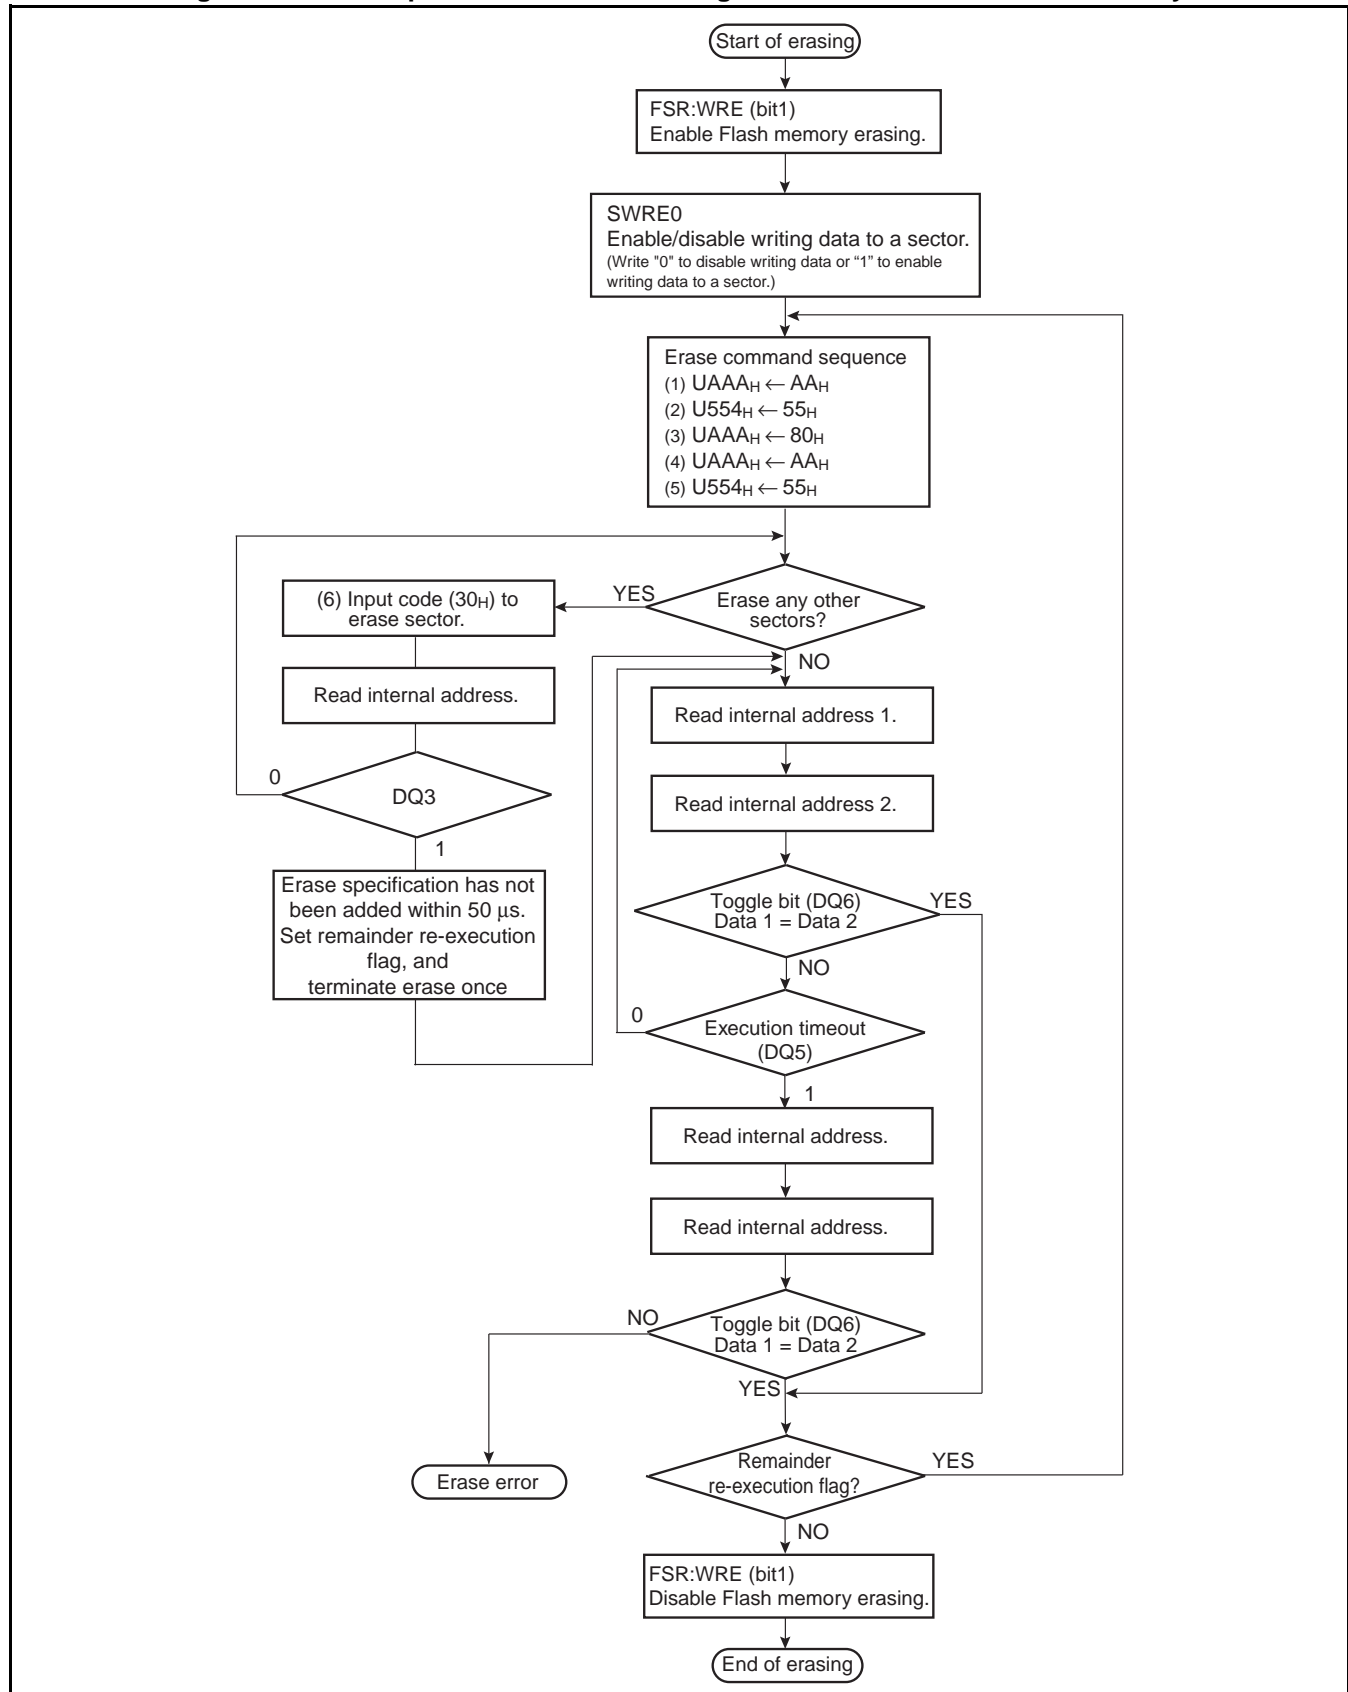 Start of erasing
FSR:WRE (bit1)
Enable Flash memory erasing.
SWRE0
Enable/disable writing data to a sector.
(Write "0" to disable writing data or “1” to enable
writing data to a sector.)
Erase command sequence
(1) UAAAH ← AAH
(2) U554H ← 55H
(3) UAAAH ← 80H
(4) UAAAH ← AAH
(5) U554H ← 55H
YES
Erase any other
sectors?
(6) Input code (30H) to
erase sector.
NO
Read internal address.
Read internal address 1.
0
DQ3
Read internal address 2.
1
Erase specification has not
been added within 50 μs.
Set remainder re-execution
flag, and
terminate erase once
Toggle bit (DQ6)
Data 1 = Data 2
YES
NO
0
Execution timeout
(DQ5)
1
Read internal address.
Read internal address.
NO
Toggle bit (DQ6)
Data 1 = Data 2
YES
Erase error
Remainder
re-execution flag?
YES
NO
FSR:WRE (bit1)
Disable Flash memory erasing.
End of erasing